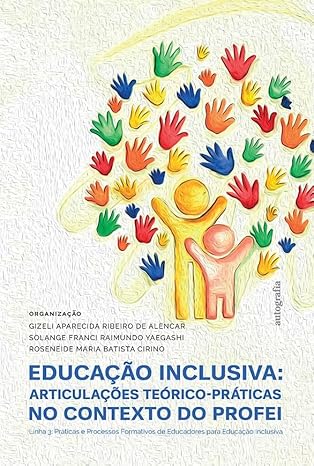 autografia
ORGANIZAÇÃO
GIZELI APARECIDA RIBEIRO DE ALENCAR
SOLANGE FRANCI RAIMUNDO YAEGASHI
ROSENEIDE MARIA BATISTA CIRINO
EDUCAÇÃO INCLUSIVA:
ARTICULAÇÕES TEÓRICO-PRÁTICAS
NO CONTEXTO DO PROFEI
Linha 3: Práticas e Processos Formativos de Educadores para Educação Inclusiva